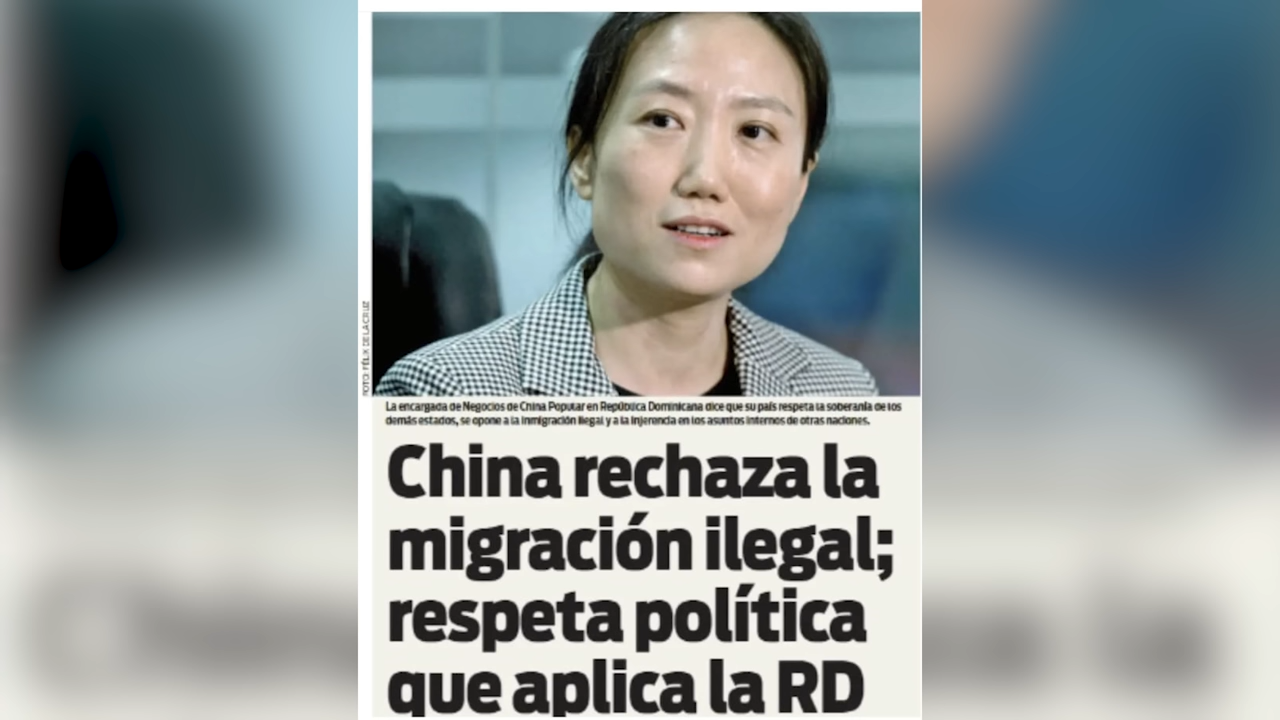 FOTO: FÉLIX DE LA CRUZ
La encargada de Negocios de China Popular en República Dominicana dice que su país respeta la soberanía de los
demás estados, se opone a la inmigración ilegal y a la injerencia en los asuntos internos de otras naciones.
China rechaza la
migración ilegal;
respeta política
que aplica la RD